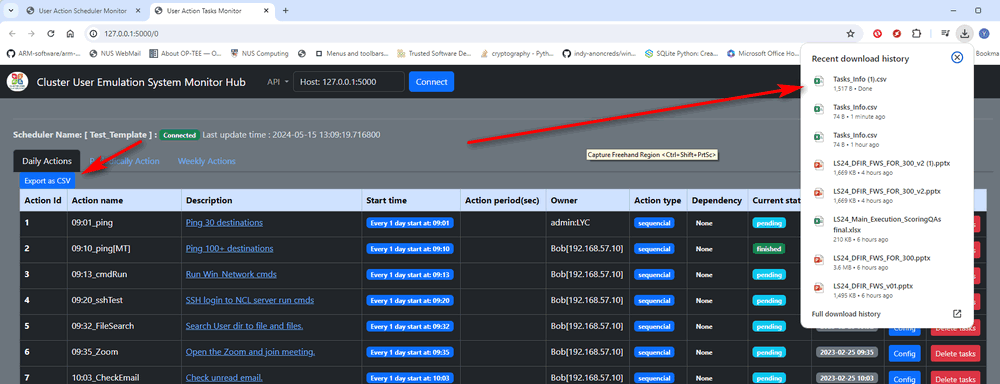 User Action Scheduler Monitor
User Action Tasks Monitor
127.0.0.1:5000/0
ARM-software/arm-...
NUS WebMail
About OP-TEE — O...
NUS Computing
Menus and toolbars...
Trusted Software De...
cryptography - Pyth...
indy-anoncreds/win...
SQLite Python: Crea...
Microsoft Office Ho...
Bookmarks
Cluster User Emulation System Monitor Hub
API
Host: 127.0.0.1:5000
Connect
Scheduler Name: [ Test_Template ] : Connected Last update time : 2024-05-15 13:09:19.716800
Daily Actions
Action
Weekly Actions
Capture Freehand Region <Ctrl+Shift+PrtSc>
Export as CSV
Action Id Action name Description Start time Action period(sec) Owner Action type Dependency Current stat
1 09:01_ping Ping 30 destinations Every 1 day start at: 09:01 admin:LYC sequencial None pending
2 09:10_ping[MT] Ping 100+ destinations Every 1 day start at: 09:10 Bob[192.168.57.10] sequencial None finished
3 09:13_cmdRun Run Win_Network cmds Every 1 day start at: 09:13 Bob[192.168.57.10] sequencial None pending
4 09:20_sshTest SSH login to NCL server run cmds Every 1 day start at: 09:20 Bob[192.168.57.10] sequencial None pending
5 09:32_FileSearch Search User dir to file and files. Every 1 day start at: 09:32 Bob[192.168.57.10] sequencial None pending Config Delete tasks
6 09:35_Zoom Open the Zoom and join meeting. Every 1 day start at: 09:35 Bob[192.168.57.10] sequencial None pending 2023-02-25 09:35 Config Delete tasks
7 10:03_CheckEmail Check unread email. Every 1 day start at: 10:03 Bob[192.168.57.10] sequencial None pending 2023-02-25 10:03 Config Delete tasks
Recent download history
Tasks_Info (1).csv
1,517 B • Done
Tasks_Info.csv
74 B • 1 minute ago
Tasks_Info.csv
74 B • 1 hour ago
LS24_DFIR_FWS_FOR_300_v2 (1).pptx
1,669 KB • 4 hours ago
LS24_DFIR_FWS_FOR_300_v2.pptx
1,669 KB • 4 hours ago
LS24_Main_Execution_ScoringQAs
final.xlsx
210 KB • 6 hours ago
LS24_DFIR_FWS_FOR_300.pptx
3.6 MB • 6 hours ago
LS24_DFIR_FWS_v01.pptx
1,495 KB • 6 hours ago
Full download history